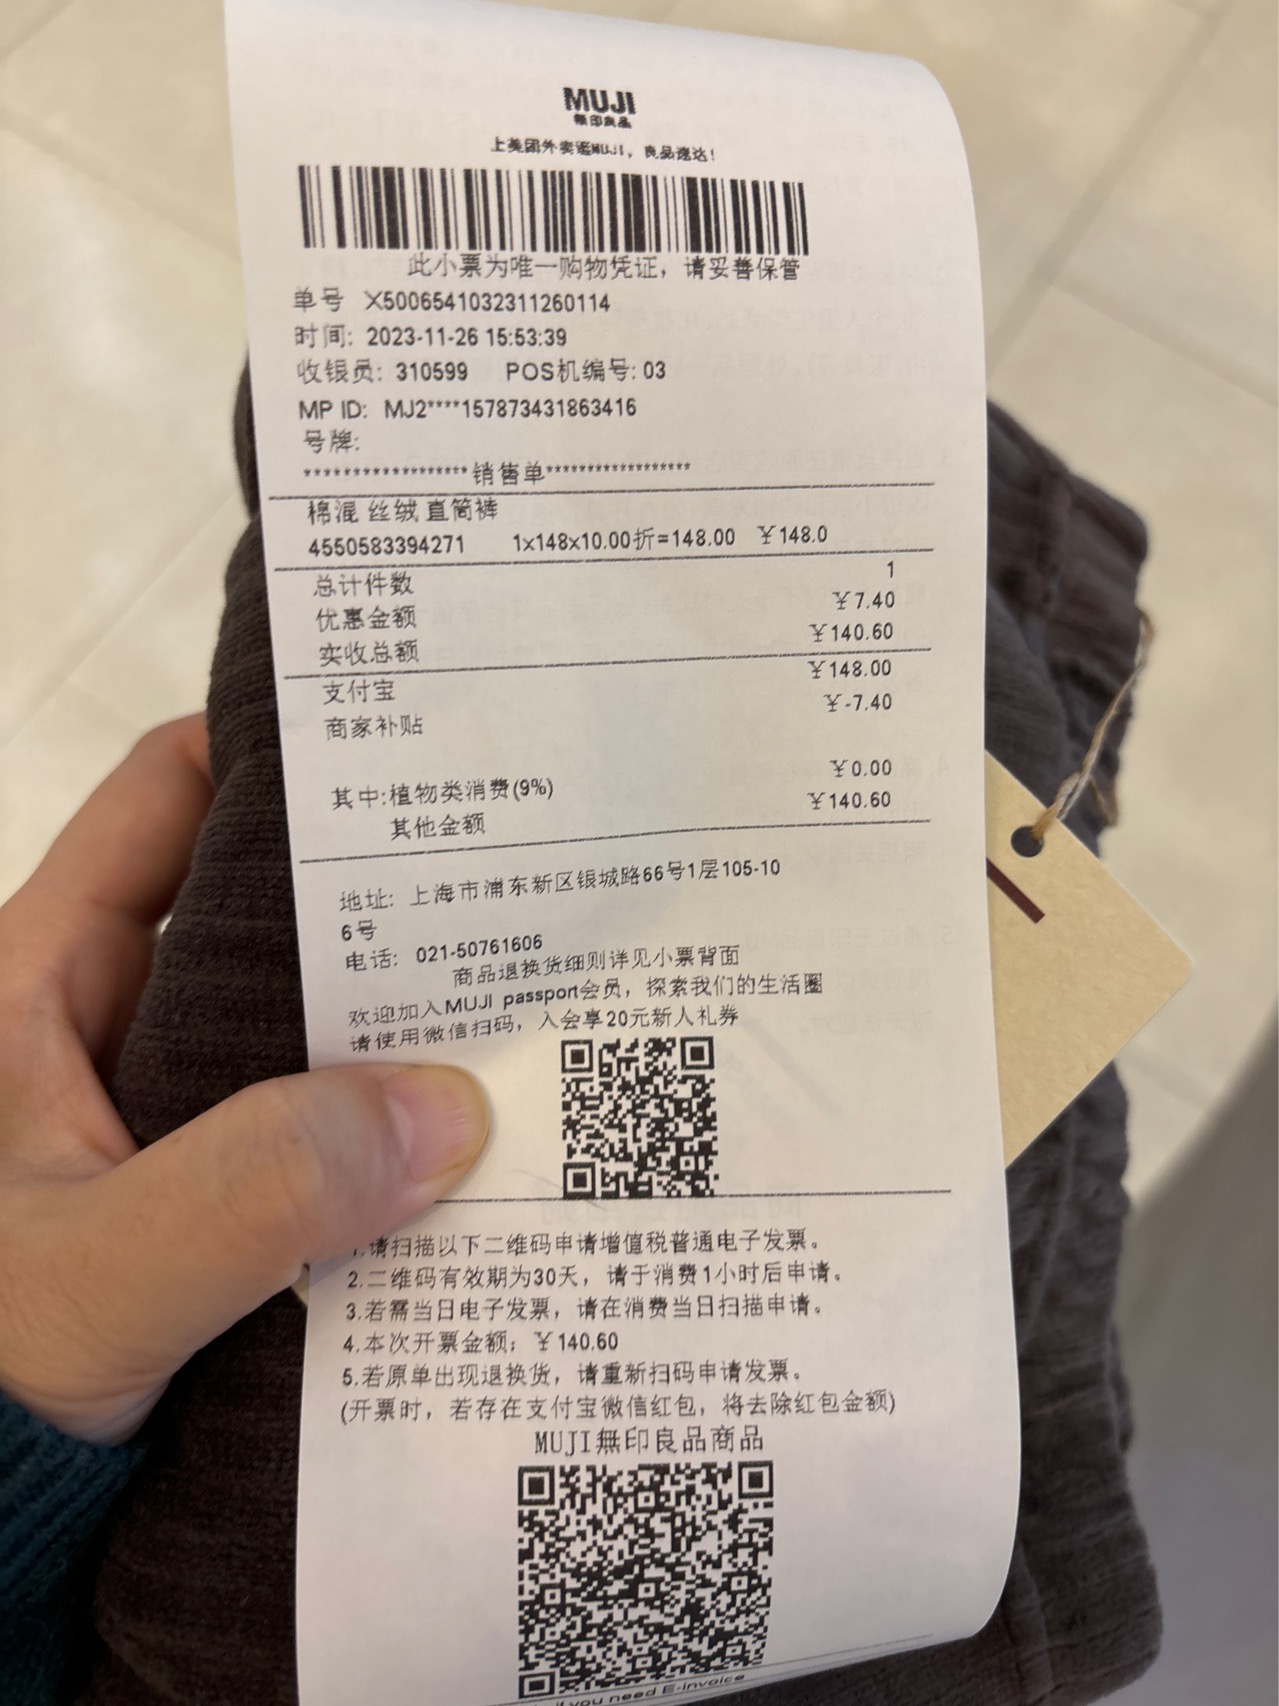 MUJI
無印良品
上美团外卖逛MUJI，良品速达！
此小票为唯一购物凭证，请妥善保管
单号 X5006541032311260114
时间: 2023-11-26 15:53:39
收银员: 310599 POS机编号: 03
MP ID: MJ2****157873431863416
号牌:
******************销售单******************
棉混 丝绒 直筒裤
4550583394271 1x148x10.00折=148.00 ￥148.0
总计件数 1
优惠金额 ￥7.40
实收总额 ￥140.60
支付宝 ￥148.00
商家补贴 ￥-7.40
其中:植物类消费(9%) ￥0.00
其他金额 ￥140.60
地址: 上海市浦东新区银城路66号1层105-10
6号
电话: 021-50761606
商品退换货细则详见小票背面
欢迎加入MUJI passport会员，探索我们的生活圈
请使用微信扫码，入会享20元新人礼券
1.请扫描以下二维码申请增值税普通电子发票。
2.二维码有效期为30天，请于消费1小时后申请。
3.若需当日电子发票，请在消费当日扫描申请。
4.本次开票金额: ￥140.60
5.若原单出现退换货，请重新扫码申请发票。
(开票时，若存在支付宝微信红包，将去除红包金额)
MUJI無印良品商品
if you need E-invoice